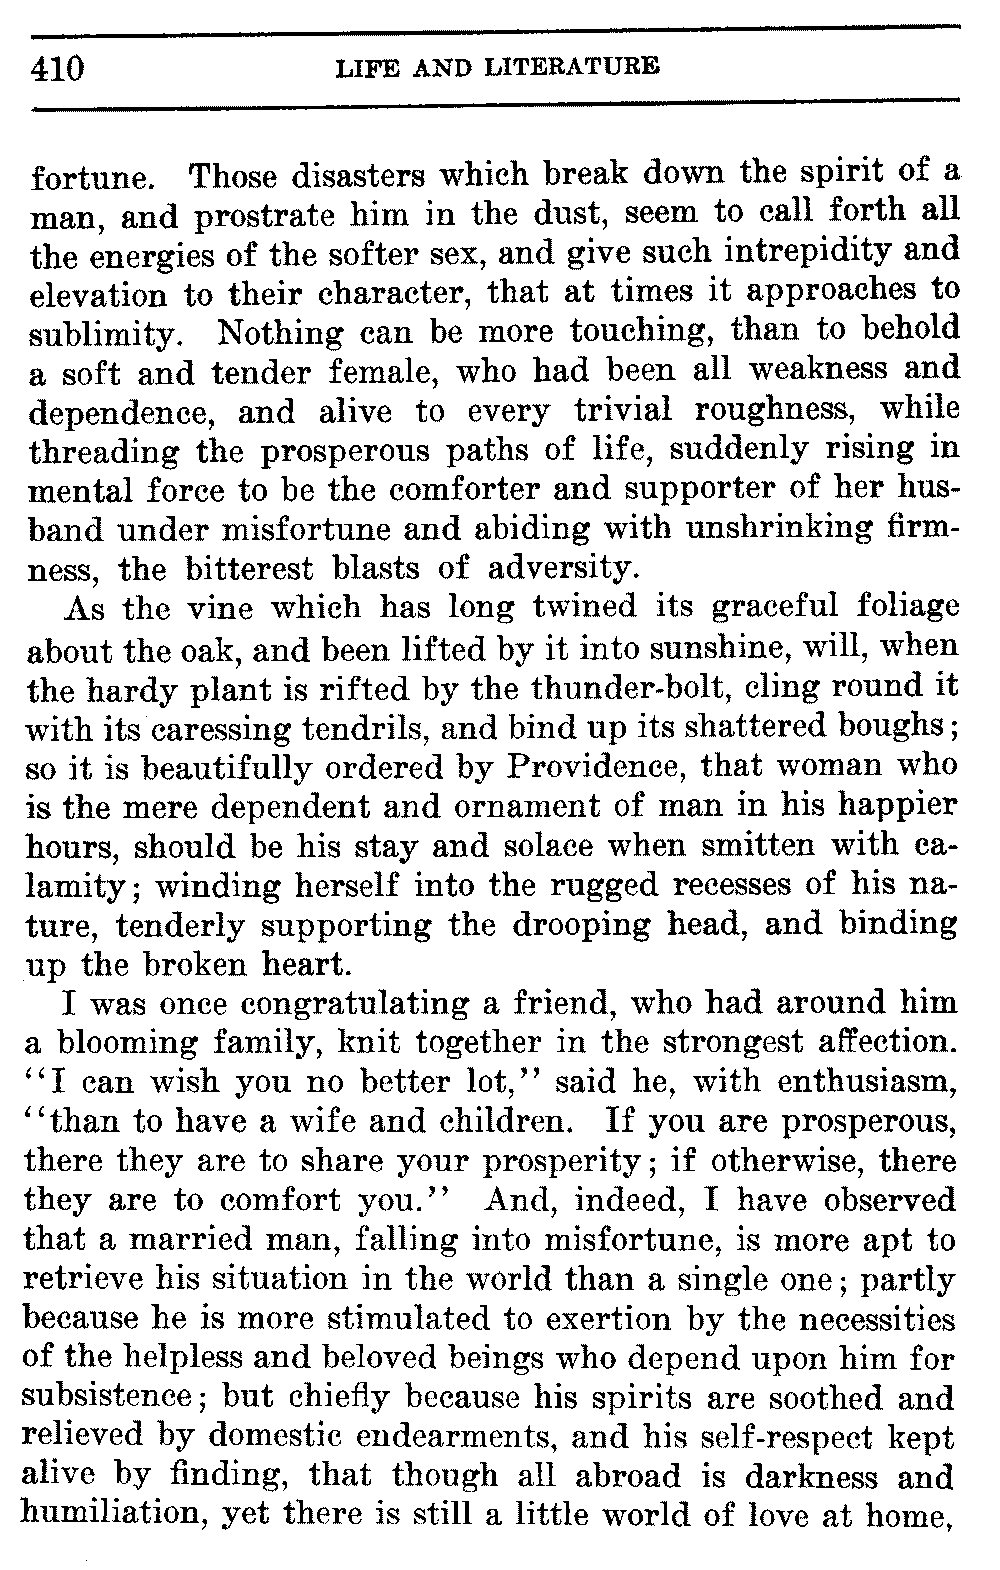 410 LIFE AND LITERATURE
fortune. Those disasters which break down the spirit of a
man, and prostrate him in the dust, seem to call forth all
the energies of the softer sex, and give such intrepidity and
elevation to their character, that at times it approaches to
sublimity. Nothing can be more touching, than to behold
a soft and tender female, who had been all weakness and
dependence, and alive to every trivial roughness, while
threading the prosperous paths of life, suddenly rising in
mental force to be the comforter and supporter of her hus-
band under misfortune and abiding with unshrinking firm-
ness, the bitterest blasts of adversity.
As the vine which has long twined its graceful foliage
about the oak, and been lifted by it into sunshine, will, when
the hardy plant is rifted by the thunder-bolt, cling round it
with its caressing tendrils, and bind up its shattered boughs;
so it is beautifully ordered by Providence, that woman who
is the mere dependent and ornament of man in his happier
hours, should be his stay and solace when smitten with ca-
lamity; winding herself into the rugged recesses of his na-
ture, tenderly supporting the drooping head, and binding
up the broken heart.
I was once congratulating a friend, who had around him
a blooming family, knit together in the strongest affection.
‘‘I can wish you no better lot,’’ said he, with enthusiasm,
‘‘than to have a wife and children. If you are prosperous,
there they are to share your prosperity; if otherwise, there
they are to comfort you.’’ And, indeed, I have observed
that a married man, falling into misfortune, is more apt to
retrieve his situation in the world than a single one; partly
because he is more stimulated to exertion by the necessities
of the helpless and beloved beings who depend upon him for
subsistence; but chiefly because his spirits are soothed and
relieved by domestic endearments, and his self-respect kept
alive by finding, that though all abroad is darkness and
humiliation, yet there is still a little world of love at home,